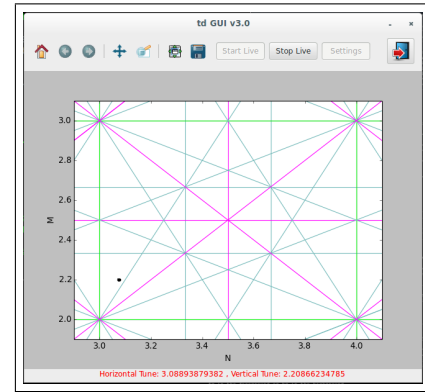 td GUI v3.0
Start Live Stop Live Settings
3.0
2.8
2.6
M
2.4
2.2
2.0
3.0 3.2 3.4 3.6 3.8 4.0
N
Horizontal Tune: 3.08893879382 , Vertical Tune: 2.20866234785